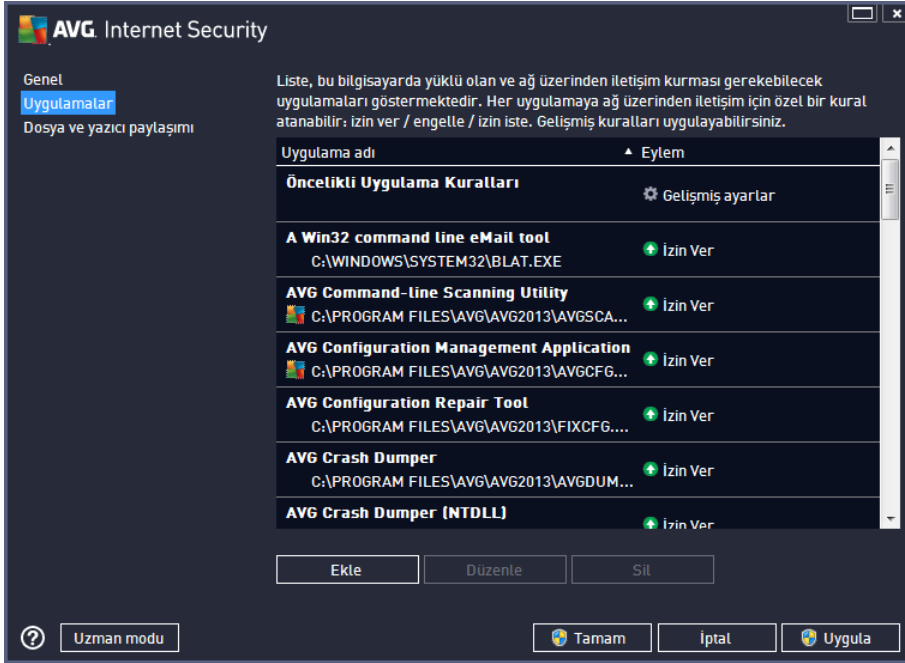 AVG. Internet Security
Genel
Uygulamalar
Dosya ve yazıcı paylaşımı
Liste, bu bilgisayarda yüklü olan ve ağ üzerinden iletişim kurması gerekebilecek
uygulamaları göstermektedir. Her uygulamaya ağ üzerinden iletişim için özel bir kural
atanabilir: izin ver / engelle / izin iste. Gelişmiş kuralları uygulayabilirsiniz.
Uygulama adı Eylem
Öncelikli Uygulama Kuralları
Gelişmiş ayarlar
A Win32 command line eMail tool
C:\WINDOWS\SYSTEM32\BLAT.EXE
İzin Ver
AVG Command-line Scanning Utility
C:\PROGRAM FILES\AVG\AVG2013\AVGSCA...
İzin Ver
AVG Configuration Management Application
C:\PROGRAM FILES\AVG\AVG2013\AVGCFG...
İzin Ver
AVG Configuration Repair Tool
C:\PROGRAM FILES\AVG\AVG2013\FIXCFG....
İzin Ver
AVG Crash Dumper
C:\PROGRAM FILES\AVG\AVG2013\AVGDUM...
İzin Ver
AVG Crash Dumper (NTDLL)
İzin Ver
Ekle Düzenle Sil
Uzman modu Tamam İptal Uygula